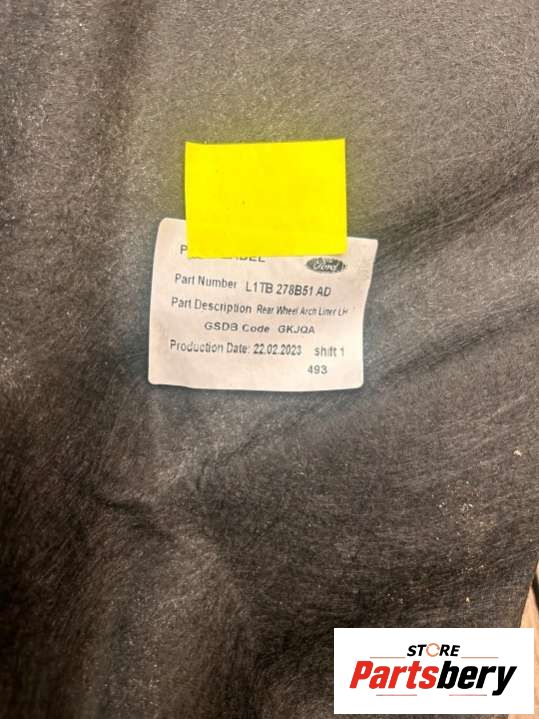 Ford
Part Number L1TB 278B51 AD
Part Description Rear Wheel Arch Liner LH
GSDB Code GKJQA
Production Date: 22.02.2023 shift 1
493
STORE
Partsbery